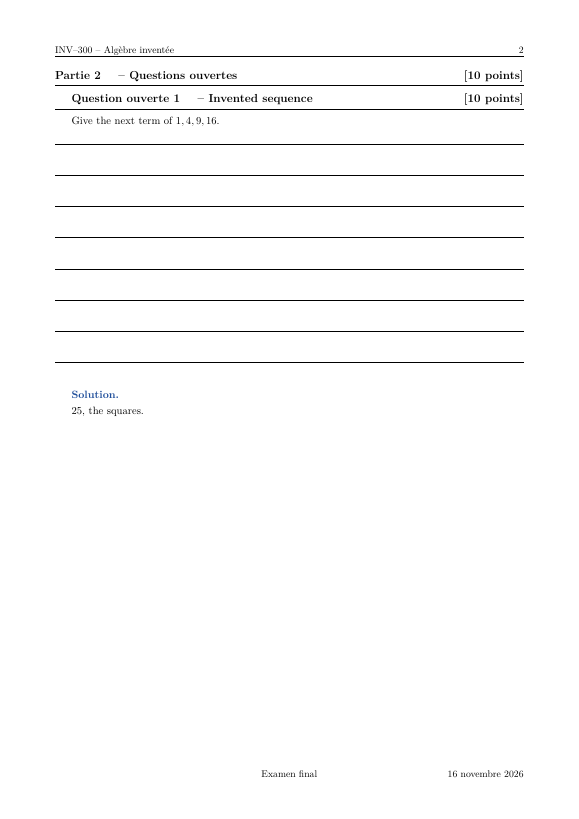 INV–300 – Algèbre inventée 2
Partie 2 – Questions ouvertes [10 points]
Question ouverte 1 – Invented sequence [10 points]
Give the next term of 1, 4, 9, 16.
Solution.
25, the squares.
Examen final 16 novembre 2026